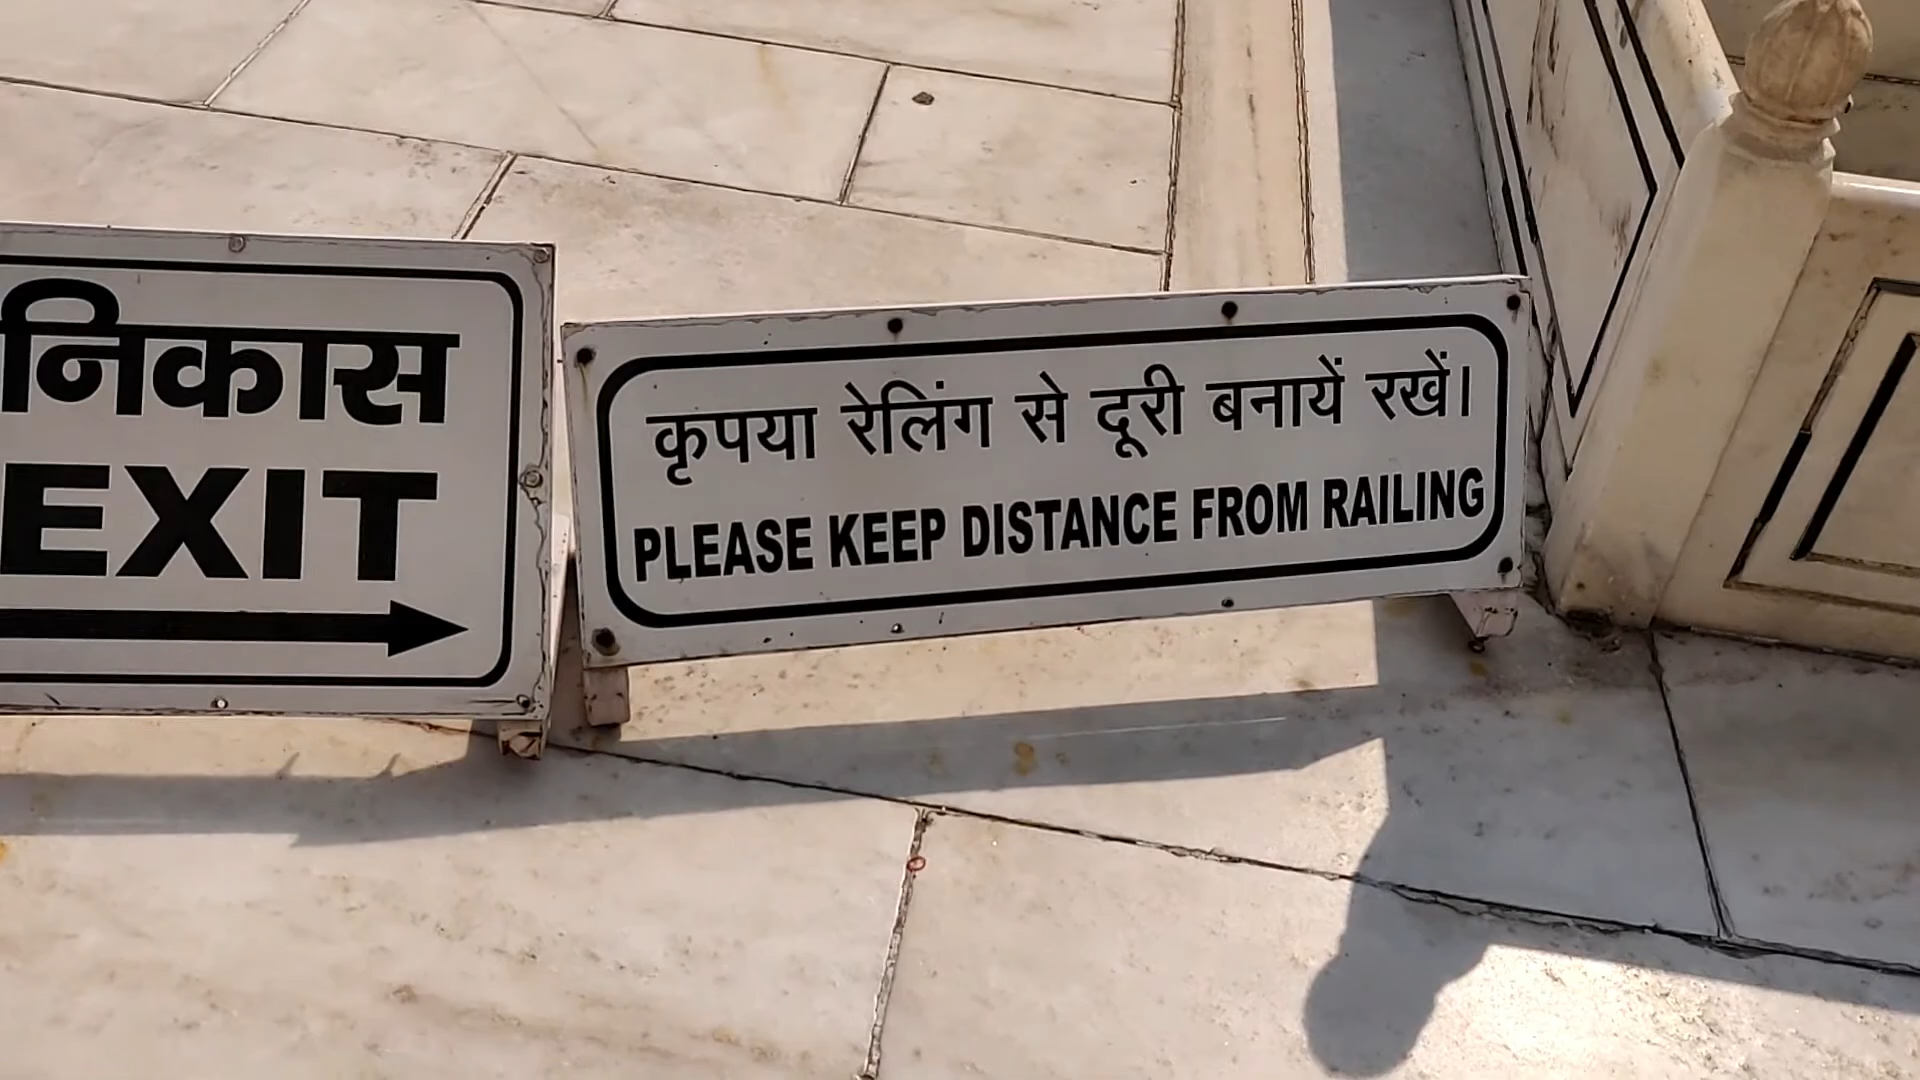 निकास
EXIT
कृपया रेलिंग से दूरी बनायें रखें।
PLEASE KEEP DISTANCE FROM RAILING